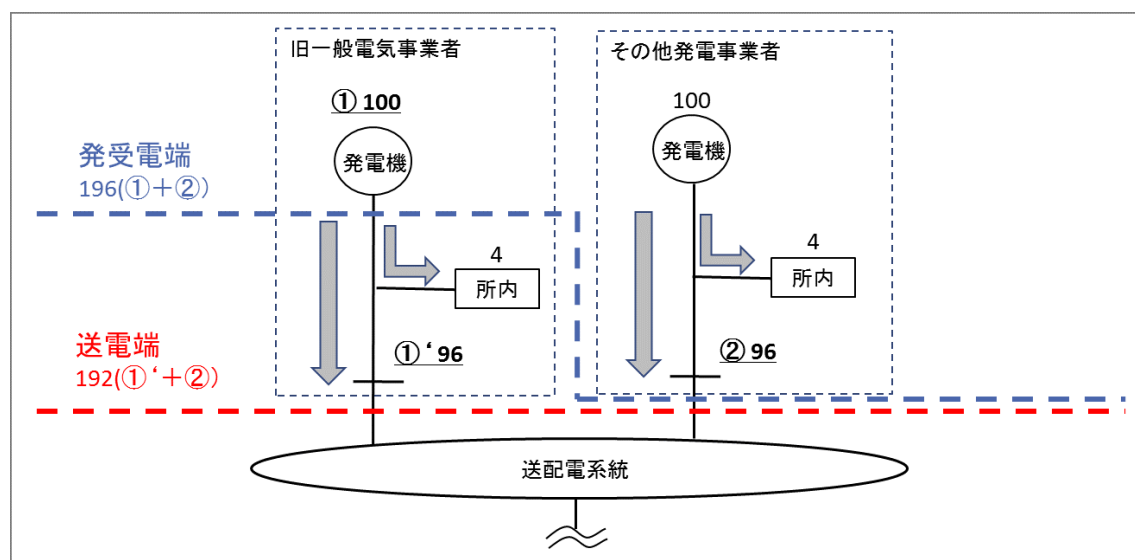 旧一般電気事業者
その他発電事業者
① 100
100
発電機
発電機
発受電端
196(①+②)
4
所内
4
所内
送電端
192(①‘+②)
①‘96
② 96
送配電系統